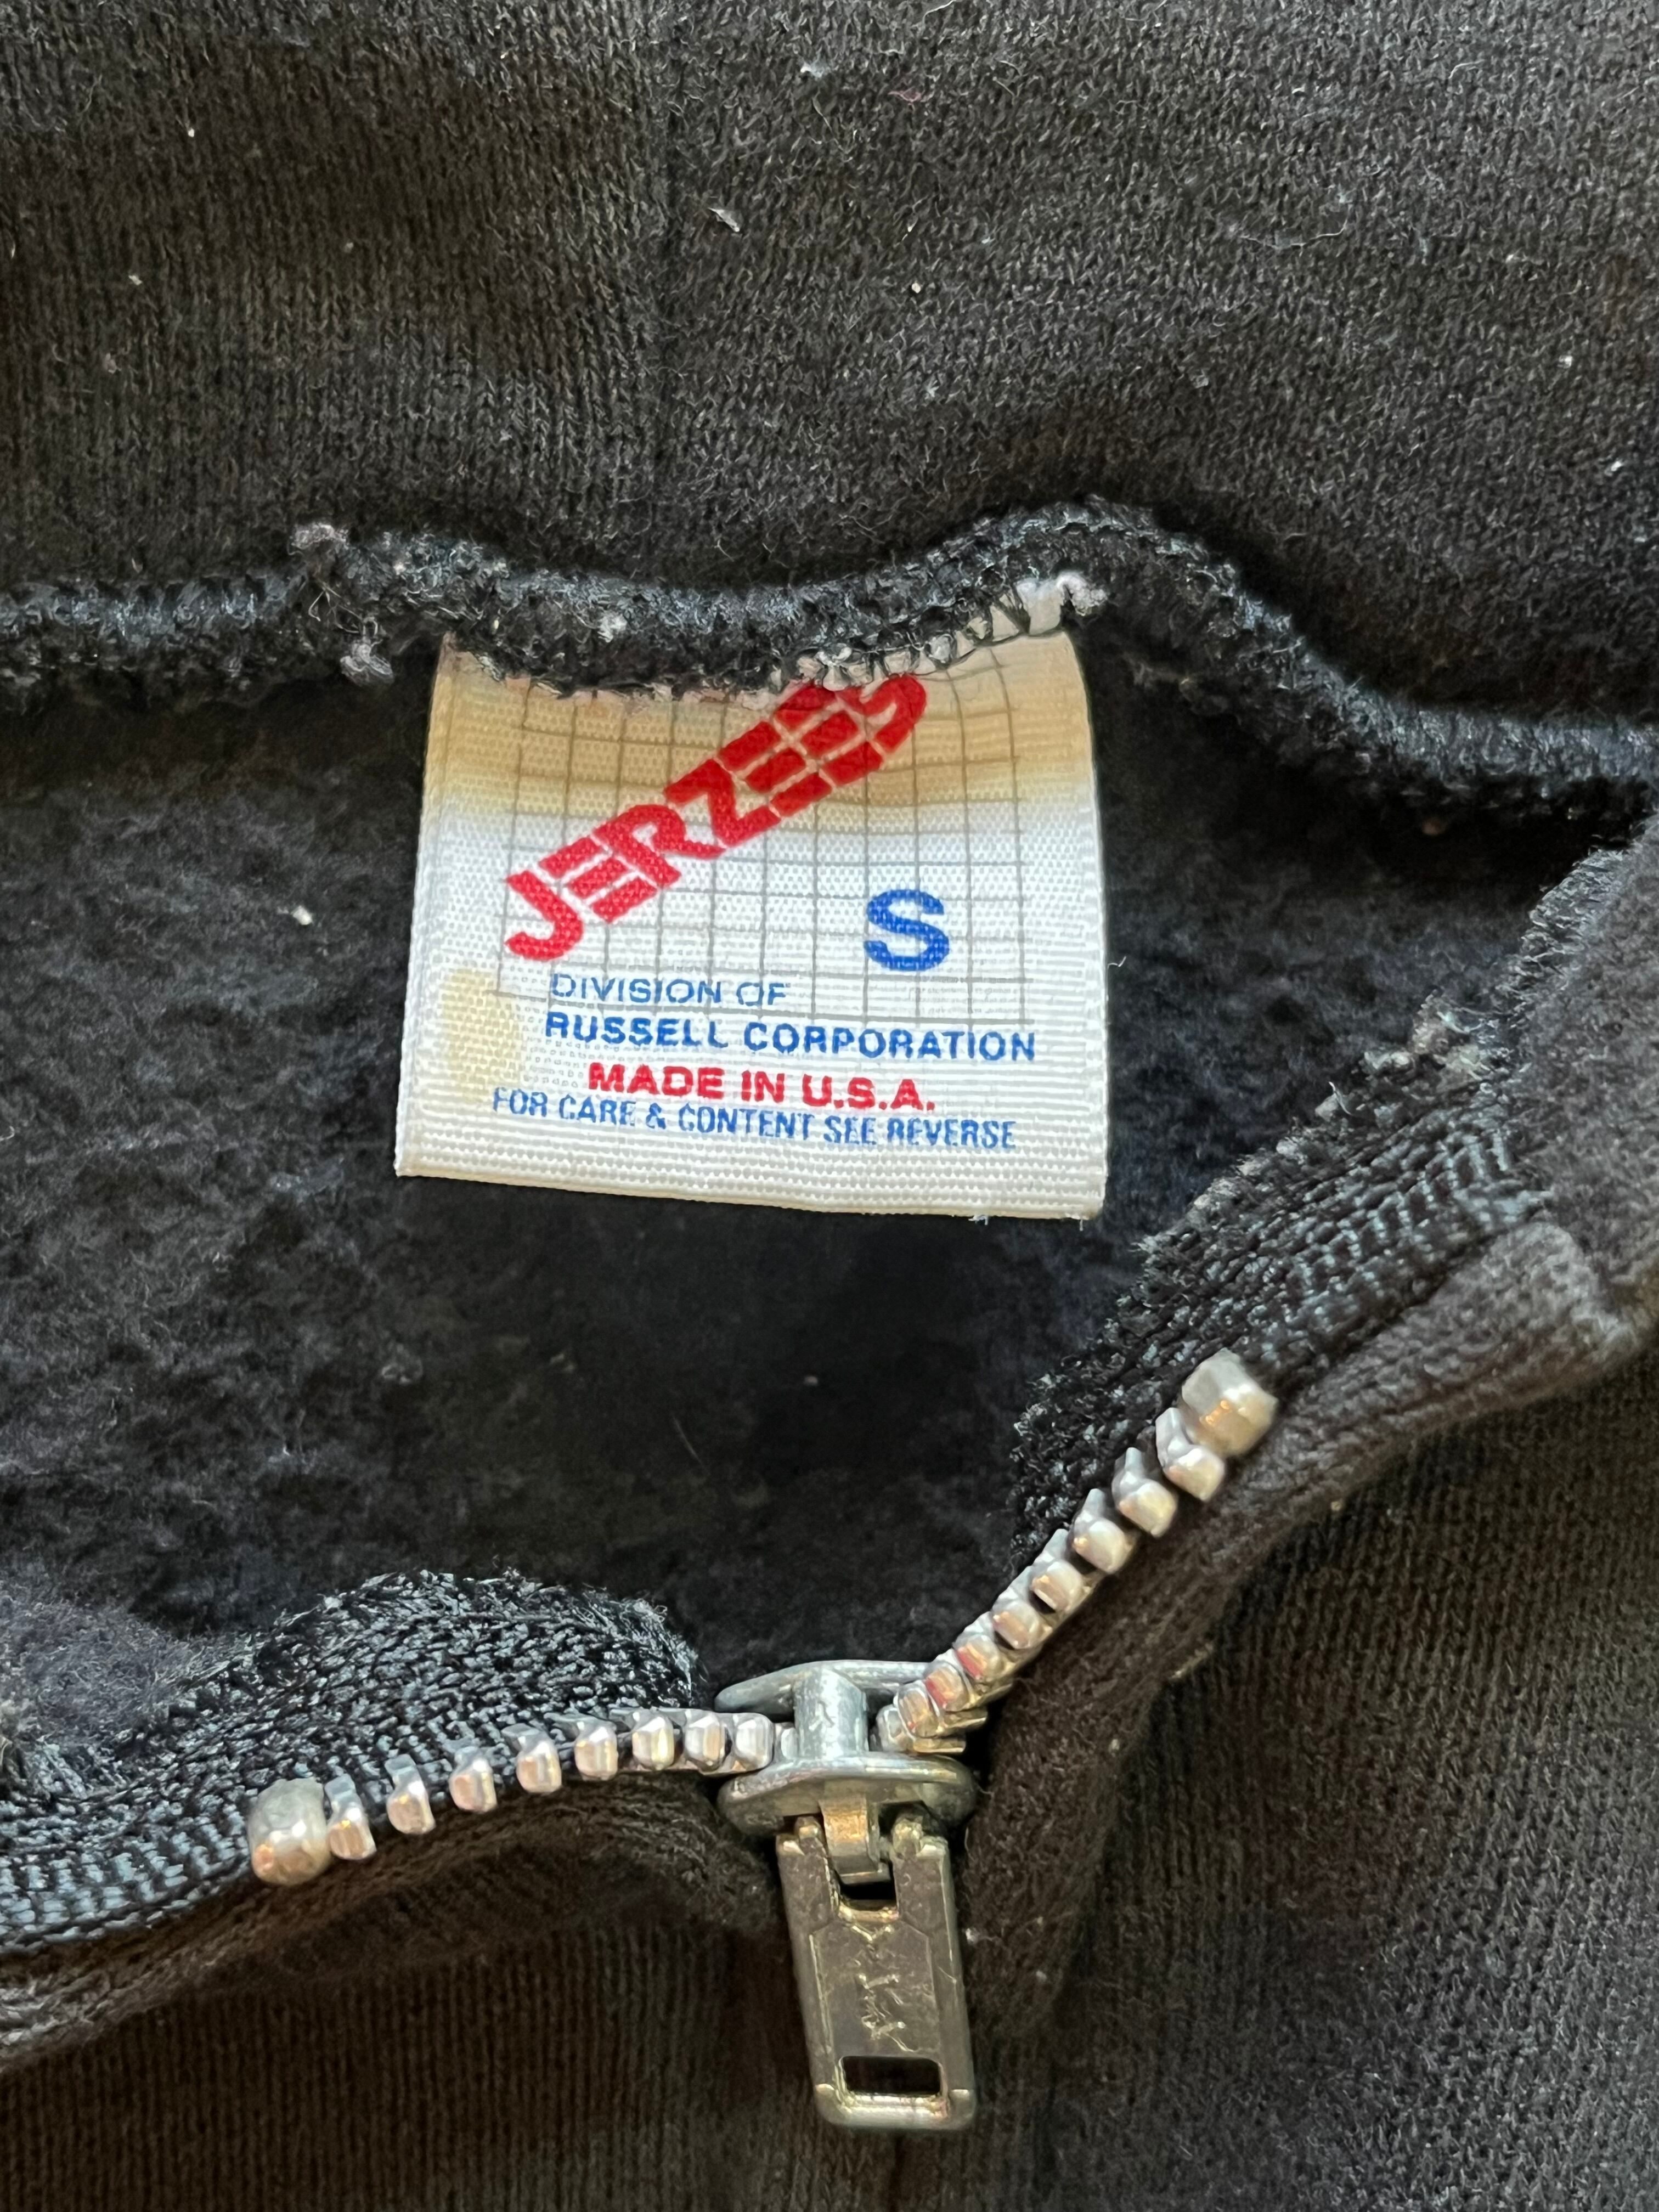 JERZEES
S
DIVISION OF
RUSSELL CORPORATION
MADE IN U.S.A.
FOR CARE & CONTENT SEE REVERSE